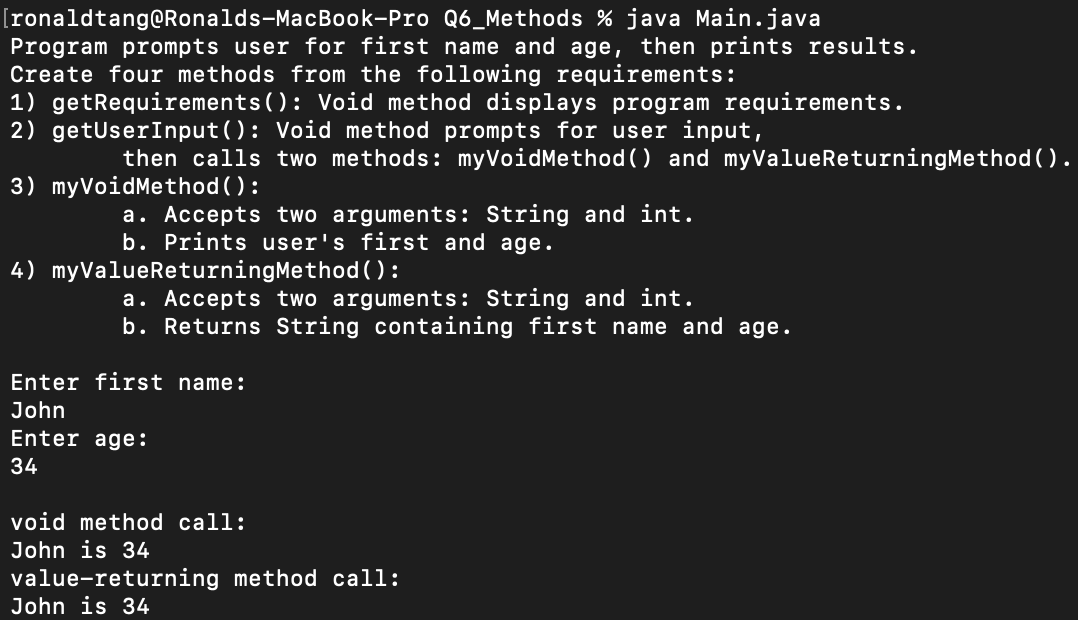 [ronaldtang@Ronalds-MacBook-Pro Q6_Methods % java Main.java
Program prompts user for first name and age, then prints results.
Create four methods from the following requirements:
1) getRequirements(): Void method displays program requirements.
2) getUserInput(): Void method prompts for user input,
then calls two methods: myVoidMethod() and myValueReturningMethod().
3) myVoidMethod():
a. Accepts two arguments: String and int.
b. Prints user's first and age.
4) myValueReturningMethod():
a. Accepts two arguments: String and int.
b. Returns String containing first name and age.
Enter first name:
John
Enter age:
34
void method call:
John is 34
value-returning method call:
John is 34